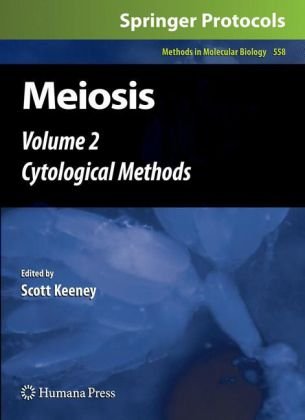 Springer Protocols
Methods in Molecular Biology 558
Meiosis
Volume 2
Cytological Methods
Edited by
Scott Keeney
Humana Press